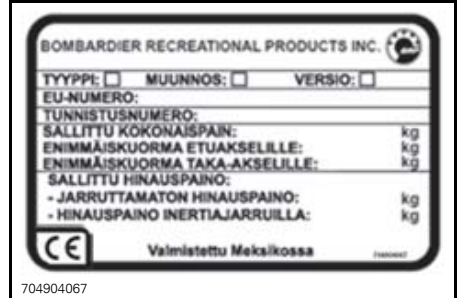 BOMBARDIER RECREATIONAL PRODUCTS INC.
TYYPPI: MUUNNOS: VERSIO:
EU-NUMERO:
TUNNISTUSNUMERO:
SALLITTU KOKONAISPAIN: kg
ENIMMÄISKUORMA ETUAKSELILLE: kg
ENIMMÄISKUORMA TAKA-AKSELILLE: kg
SALLITTU HINAUSPAINO:
- JARRUTTAMATON HINAUSPAINO: kg
- HINAUSPAINO INERTIAJARRUILLA: kg
CE Valmistettu Meksikossa
704904067